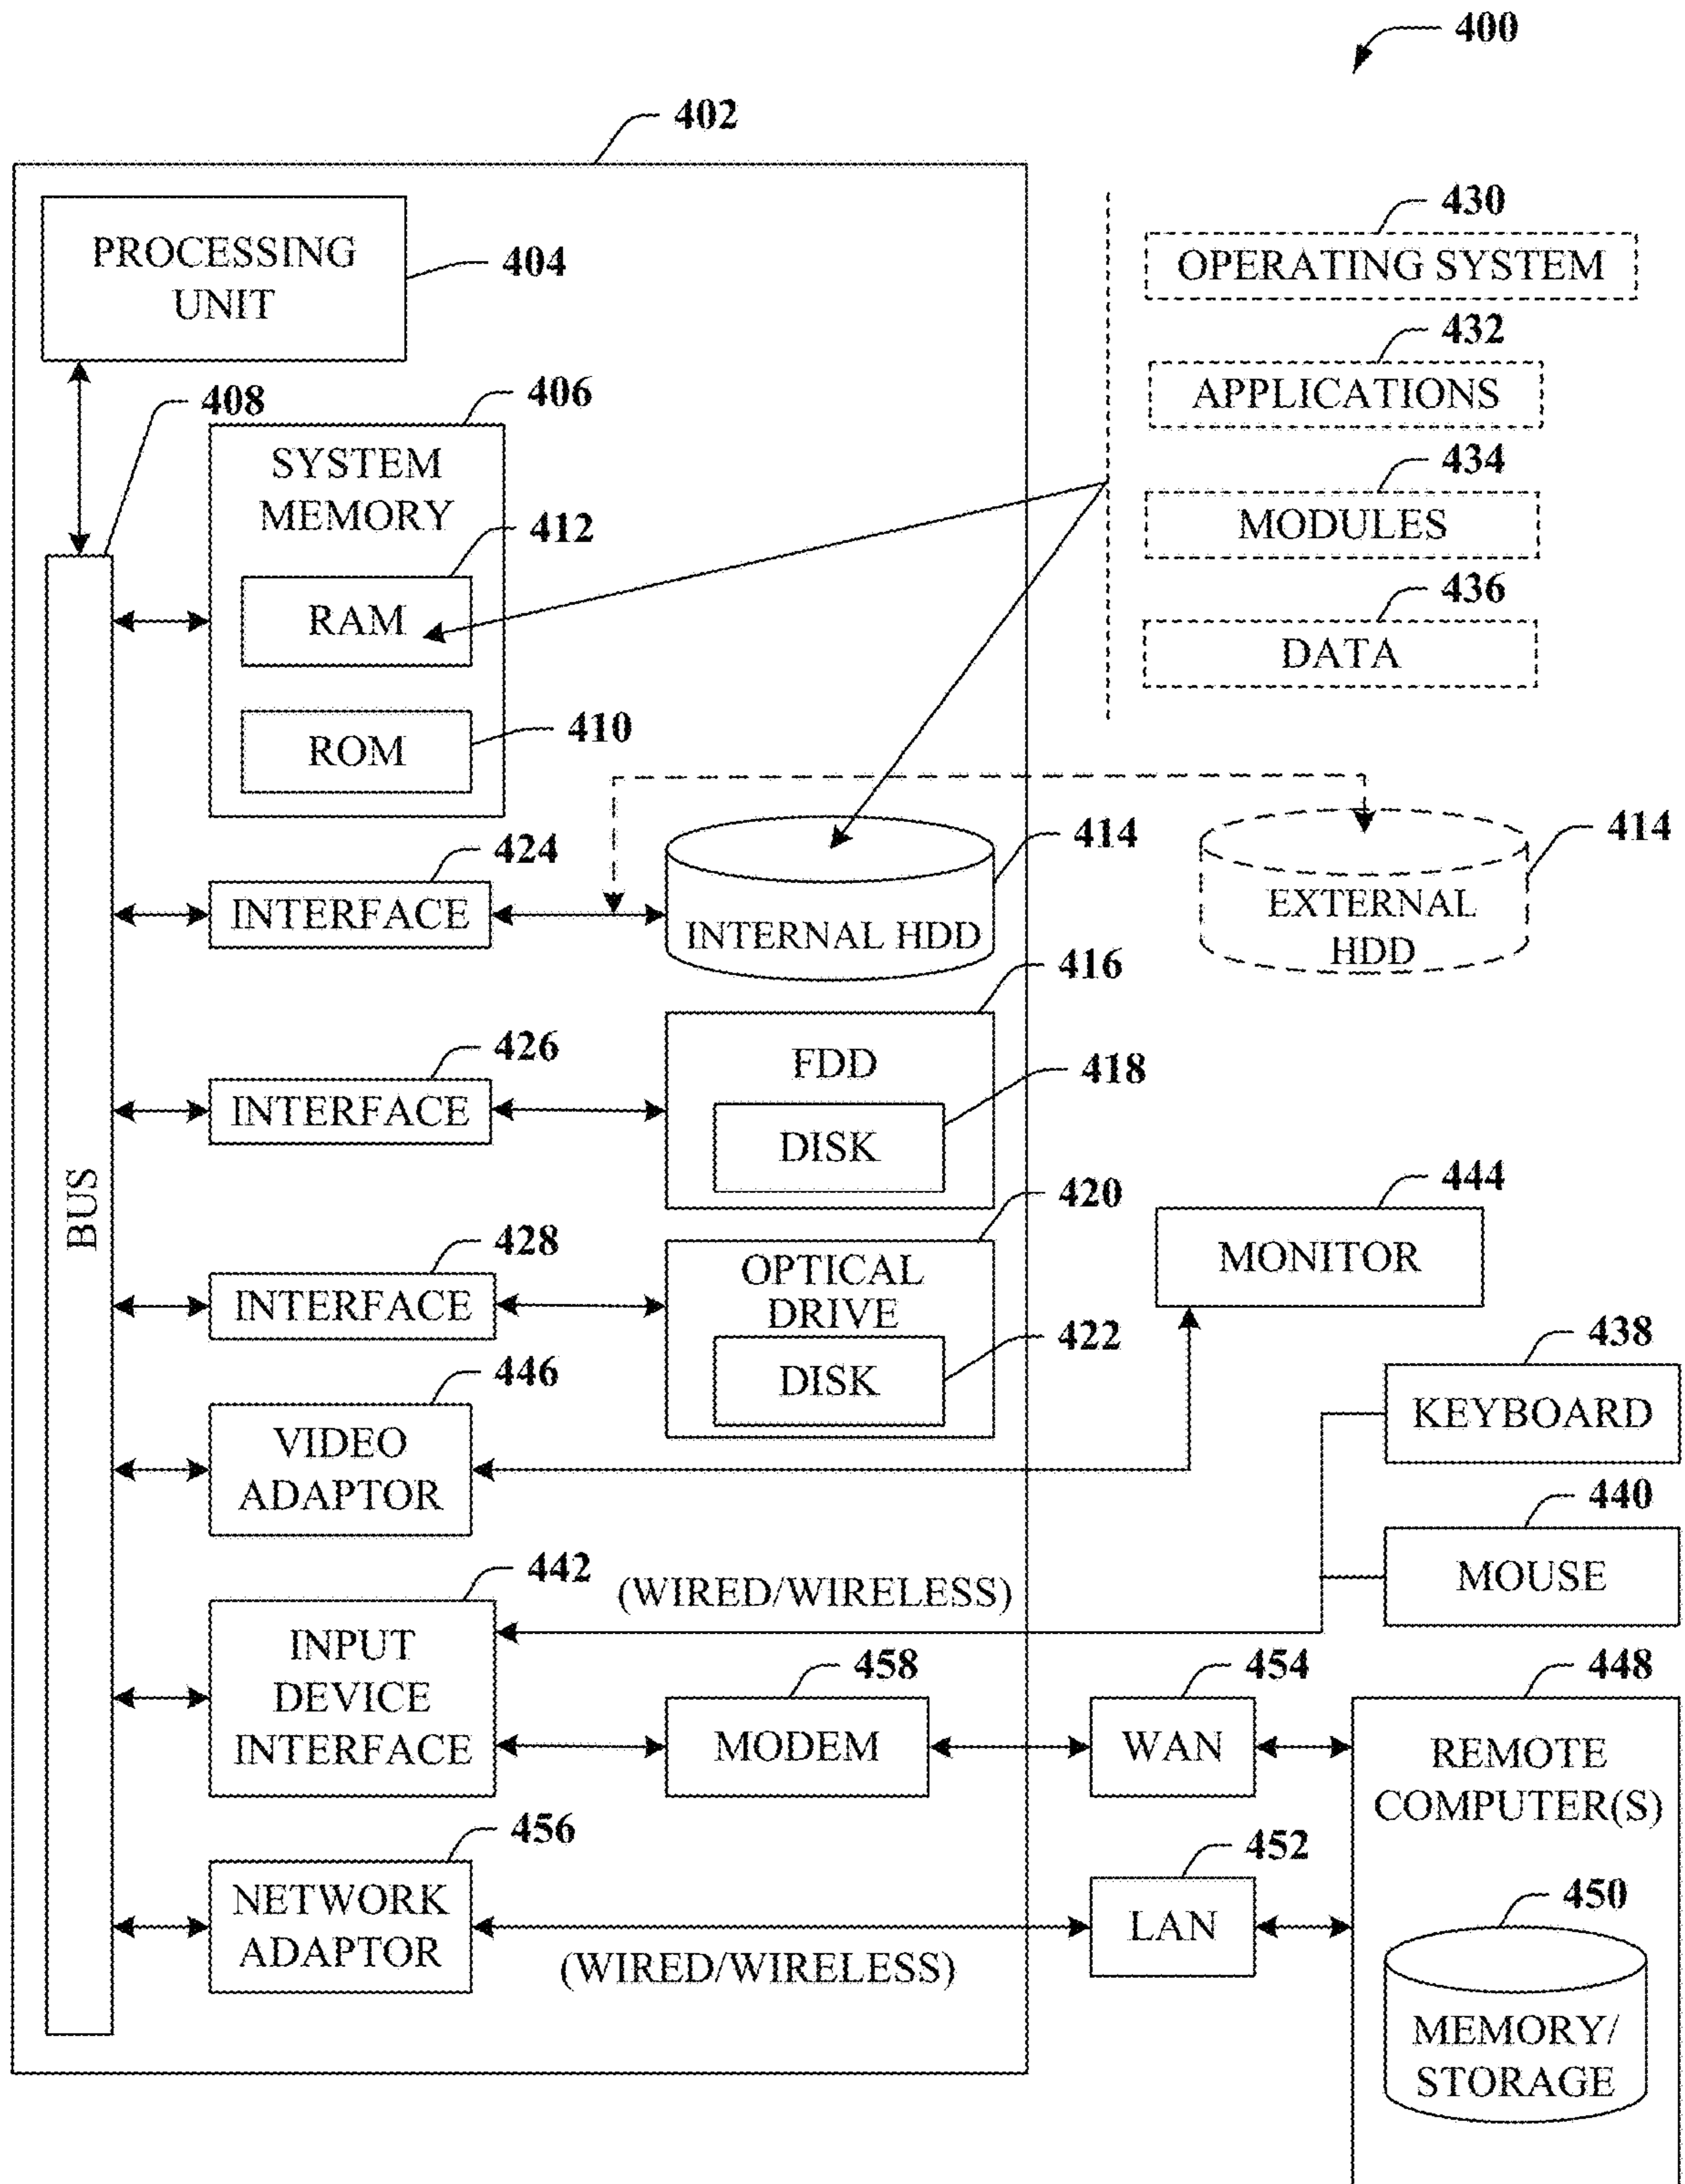 400
402
PROCESSING
UNIT
404
430
OPERATING SYSTEM
432
APPLICATIONS
434
MODULES
436
DATA
408
406
SYSTEM
MEMORY
412
RAM
410
ROM
BUS
424
INTERFACE
414
INTERNAL HDD
414
EXTERNAL
HDD
426
INTERFACE
416
FDD
418
DISK
428
INTERFACE
420
OPTICAL
DRIVE
422
DISK
444
MONITOR
446
VIDEO
ADAPTOR
438
KEYBOARD
440
MOUSE
442
INPUT
DEVICE
INTERFACE
(WIRED/WIRELESS)
458
MODEM
454
WAN
448
REMOTE
COMPUTER(S)
456
NETWORK
ADAPTOR
(WIRED/WIRELESS)
452
LAN
450
MEMORY/
STORAGE